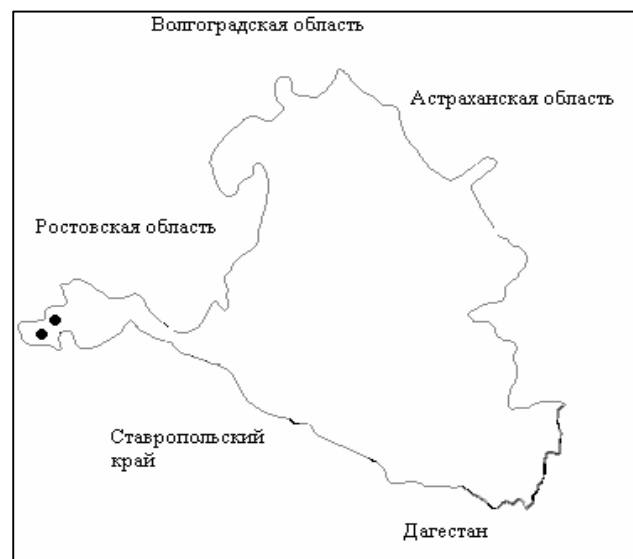 Волгоградская область
Астраханская область
Ростовская область
Ставропольский
край
Дагестан